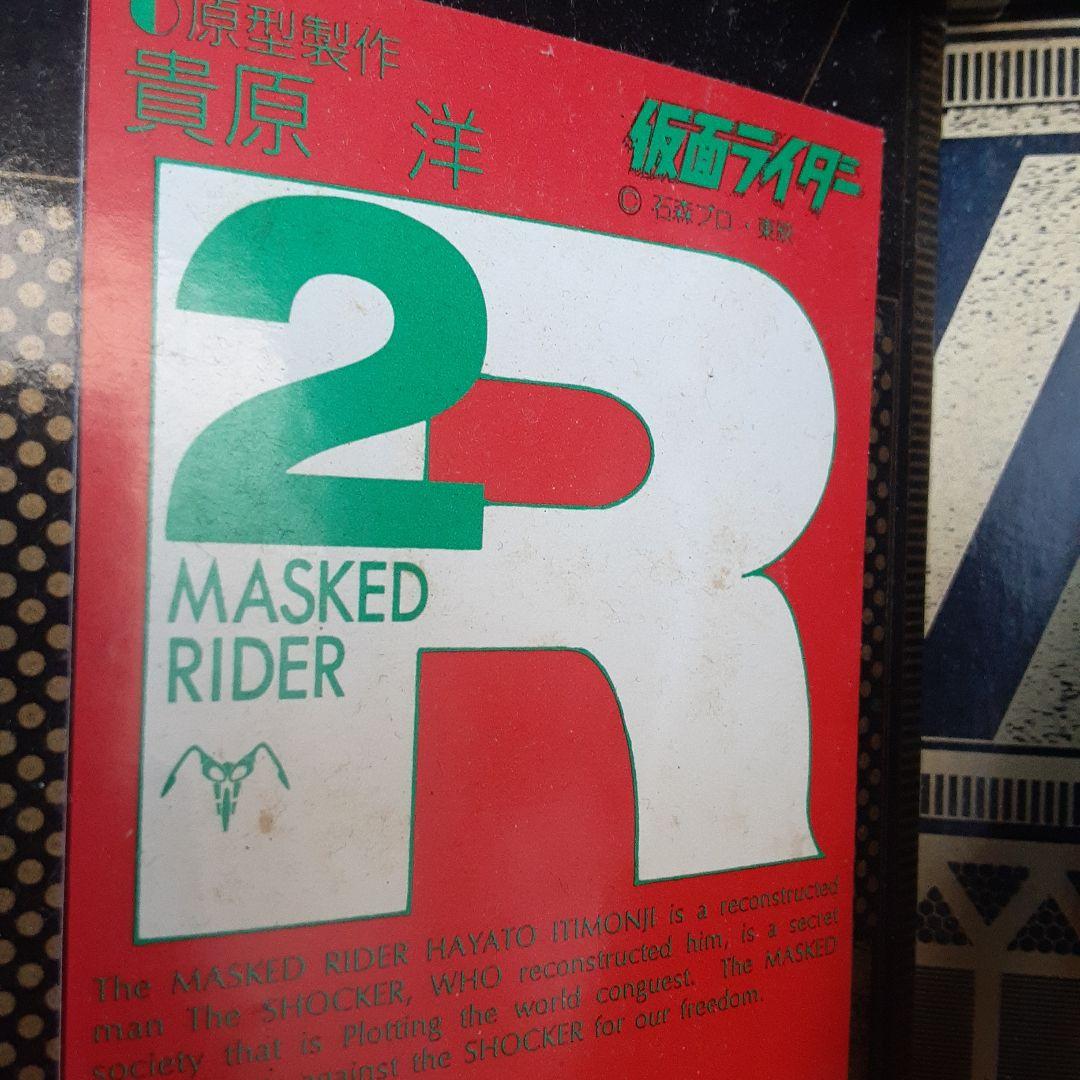 原型製作
貴原 洋
仮面ライダー
© 石森プロ・東映
2R
MASKED
RIDER
The MASKED RIDER HAYATO ITIMONJI is a reconstructed
man The SHOCKER, WHO reconstructed him, is a secret
society that is Plotting the world conguest. The MASKED
against the SHOCKER for our freedom.